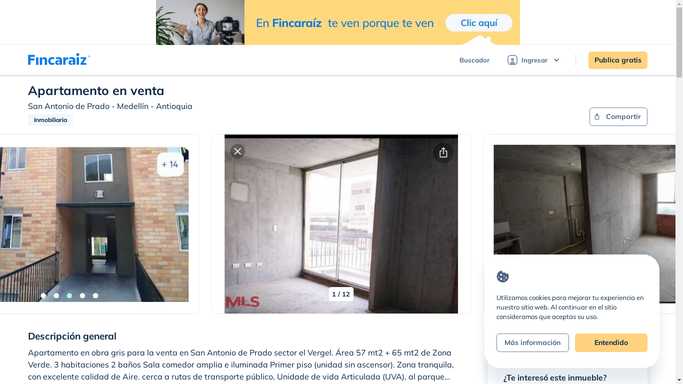 En Fincaraíz te ven porque te ven
Clic aquí
Fincaraíz
Buscador
Ingresar
Publica gratis
Apartamento en venta
San Antonio de Prado - Medellín - Antioquia
Inmobiliaria
Compartir
+ 14
MLS
1 / 12
Utilizamos cookies para mejorar tu experiencia en
nuestro sitio web. Al continuar en el sitio
consideramos que aceptas su uso.
Más información
Entendido
Descripción general
Apartamento en obra gris para la venta en San Antonio de Prado sector el Vergel. Área 57 mt2 + 65 mt2 de Zona
Verde. 3 habitaciones 2 baños Sala comedor amplia e iluminada Primer piso (unidad sin ascensor). Zona tranquila,
con excelente calidad de Aire. cerca a rutas de transporte público, Unidade de vida Articulada (UVA), al parque,...
¿Te interesó este inmueble?